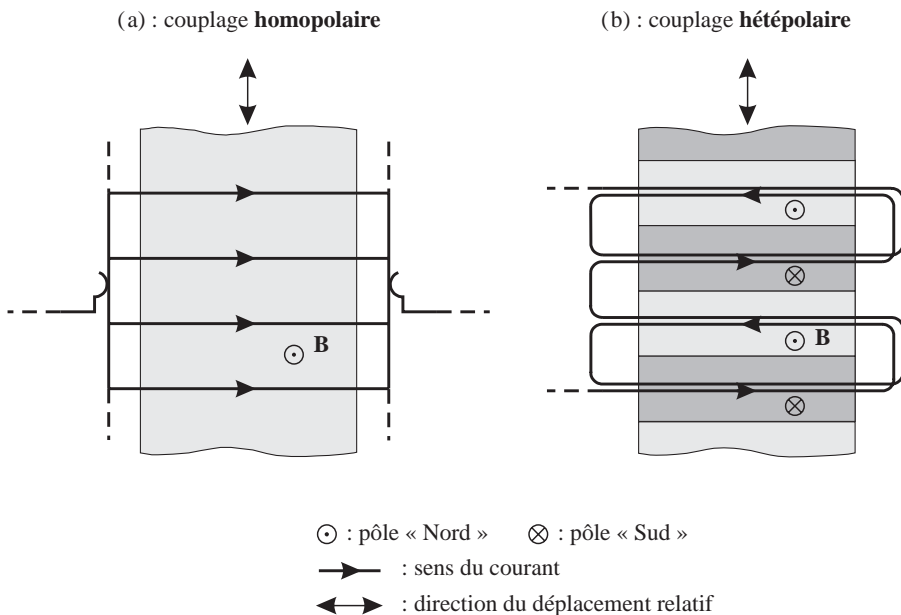 (a) : couplage homopolaire
(b) : couplage hétépolaire
B
B
⊙ : pôle « Nord » ⊗ : pôle « Sud »
: sens du courant
: direction du déplacement relatif